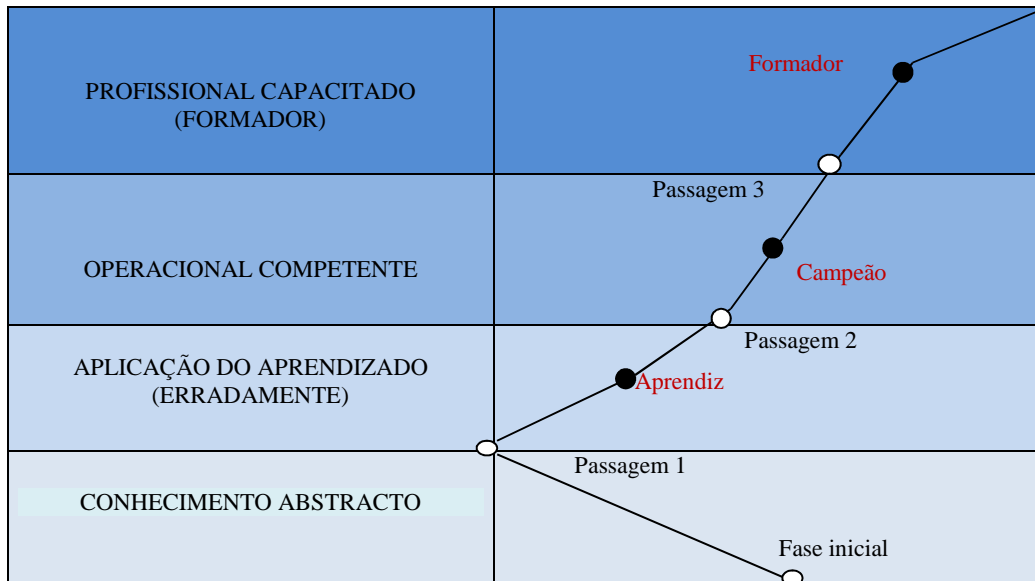 Formador
PROFISSIONAL CAPACITADO
(FORMADOR)
Passagem 3
OPERACIONAL COMPETENTE
Campeão
Passagem 2
APLICAÇÃO DO APRENDIZADO
(ERRADAMENTE)
Aprendiz
Passagem 1
CONHECIMENTO ABSTRACTO
Fase inicial